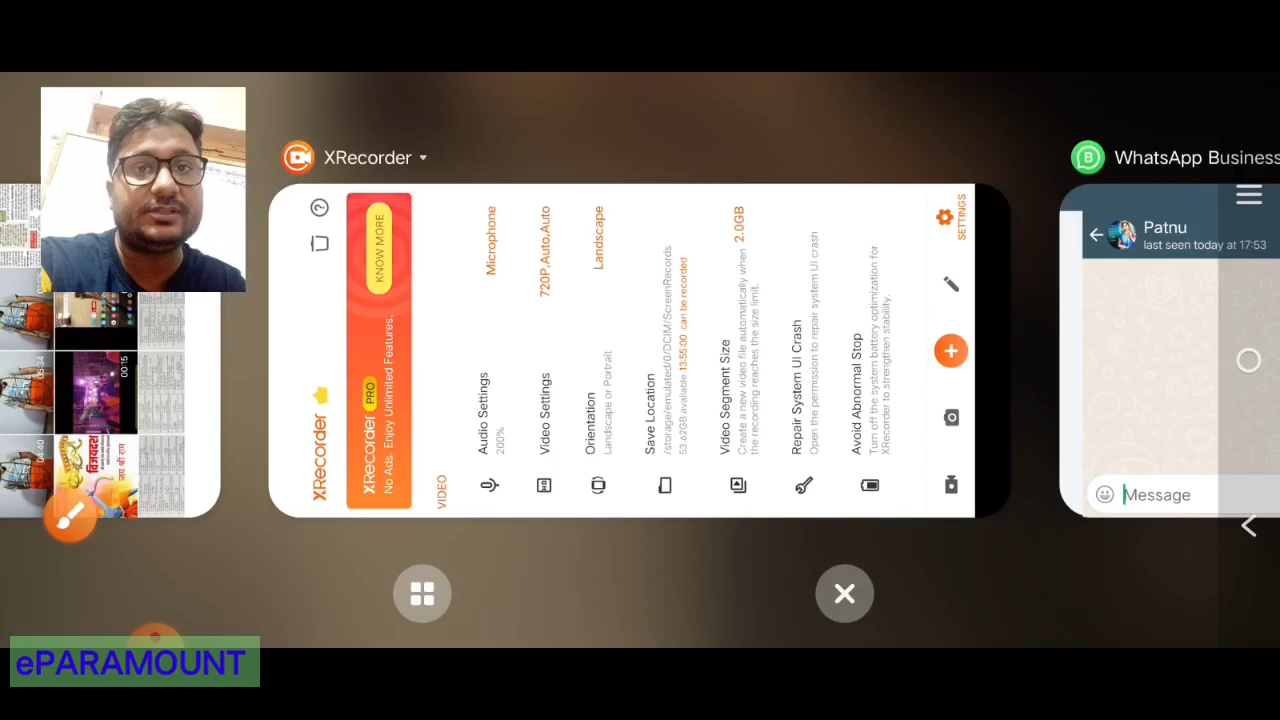 XRecorder
WhatsApp Business
XRecorder
XRecorder PRO
No Ads. Enjoy Unlimited Features.
KNOW MORE
VIDEO
Audio Settings
200%
Microphone
Video Settings
720P,Auto,Auto
Orientation
Landscape or Portrait
Landscape
Save Location
/storage/emulated/0/DCIM/ScreenRecords
53.62GB available 13:55:00 can be recorded
Video Segment Size
Create a new video file automatically when
the recording reaches the size limit.
2.0GB
Repair System UI Crash
Open the permission to repair system UI crash
Avoid Abnormal Stop
Turn off the system battery optimization for
XRecorder to strengthen stability.
SETTINGS
Patnu
last seen today at 17:53
Message
00:15
विजयदशमी
जय श्री राम
ePARAMOUNT